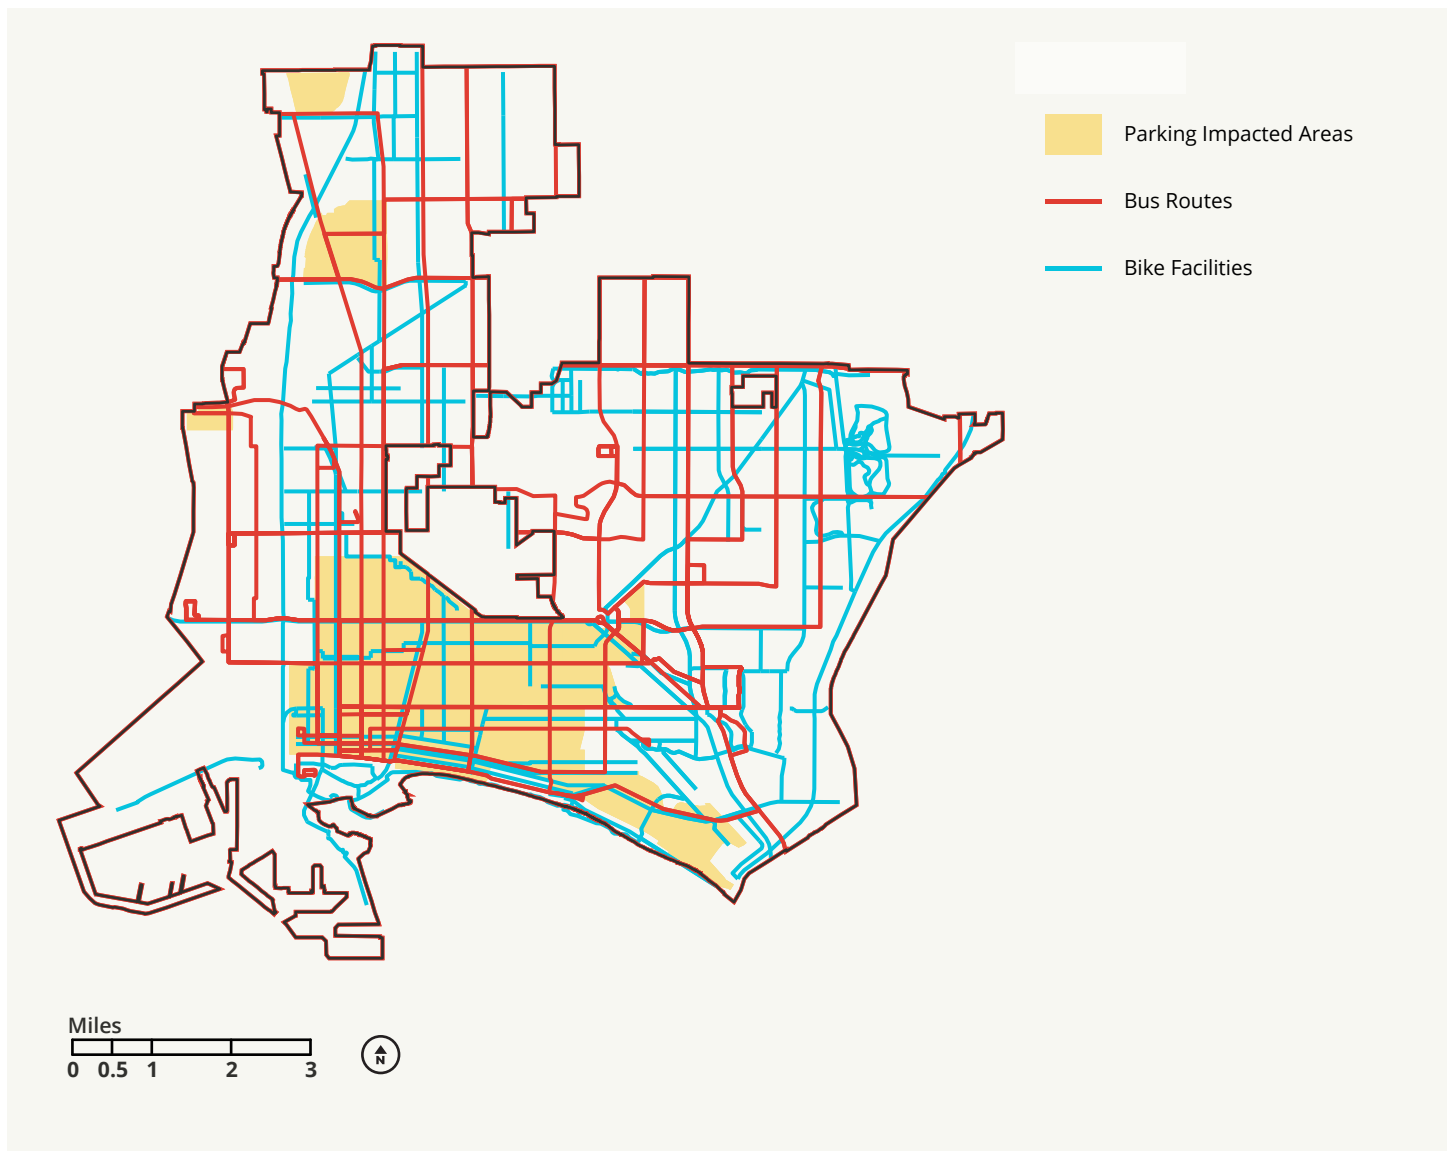 Parking Impacted Areas
Bus Routes
Bike Facilities
Miles
0 0.5 1 2 3
N